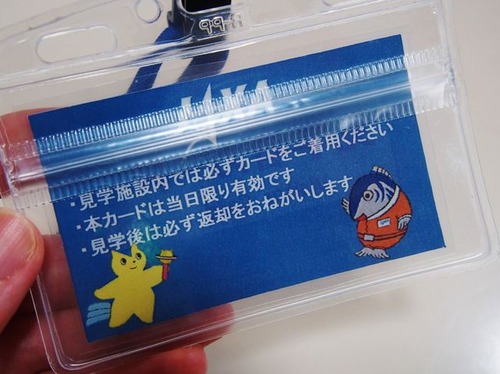 ・見学施設内では必ずカードをご着用ください
・本カードは当日限り有効です
・見学後は必ず返却をおねがいします